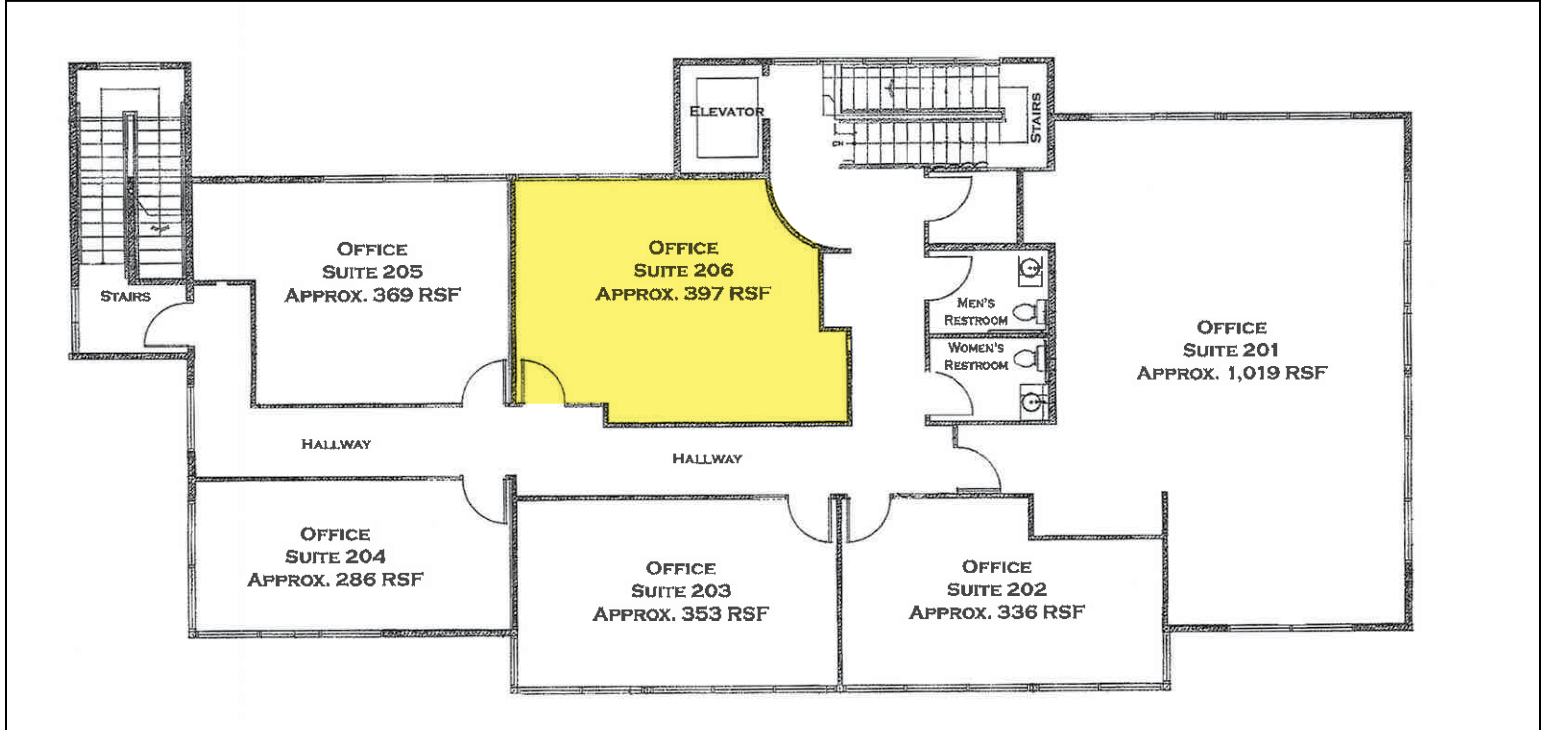 ELEVATOR
STAIRS
DN
OFFICE
SUITE 205
APPROX. 369 RSF
OFFICE
SUITE 206
APPROX. 397 RSF
STAIRS
MEN'S
RESTROOM
WOMEN'S
RESTROOM
OFFICE
SUITE 201
APPROX. 1,019 RSF
HALLWAY
HALLWAY
OFFICE
SUITE 204
APPROX. 286 RSF
OFFICE
SUITE 203
APPROX. 353 RSF
OFFICE
SUITE 202
APPROX. 336 RSF